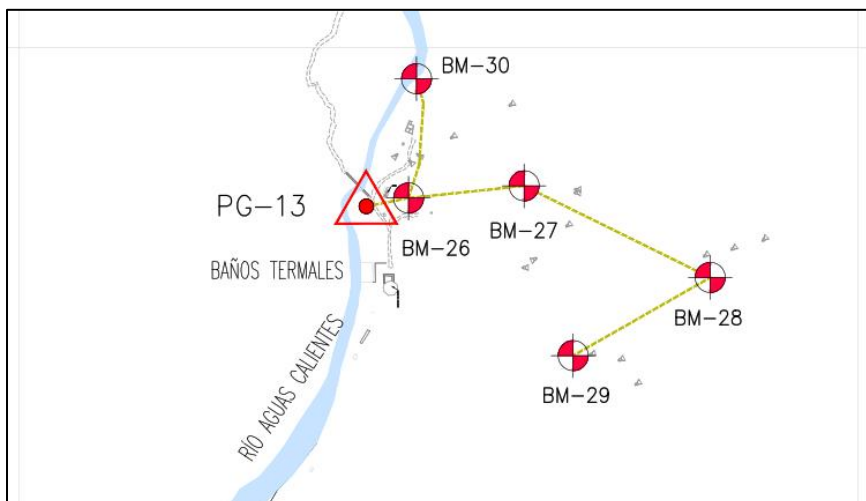 BM-30
PG-13
BM-27
BM-26
BAÑOS TERMALES
BM-28
BM-29
RÍO AGUAS CALIENTES